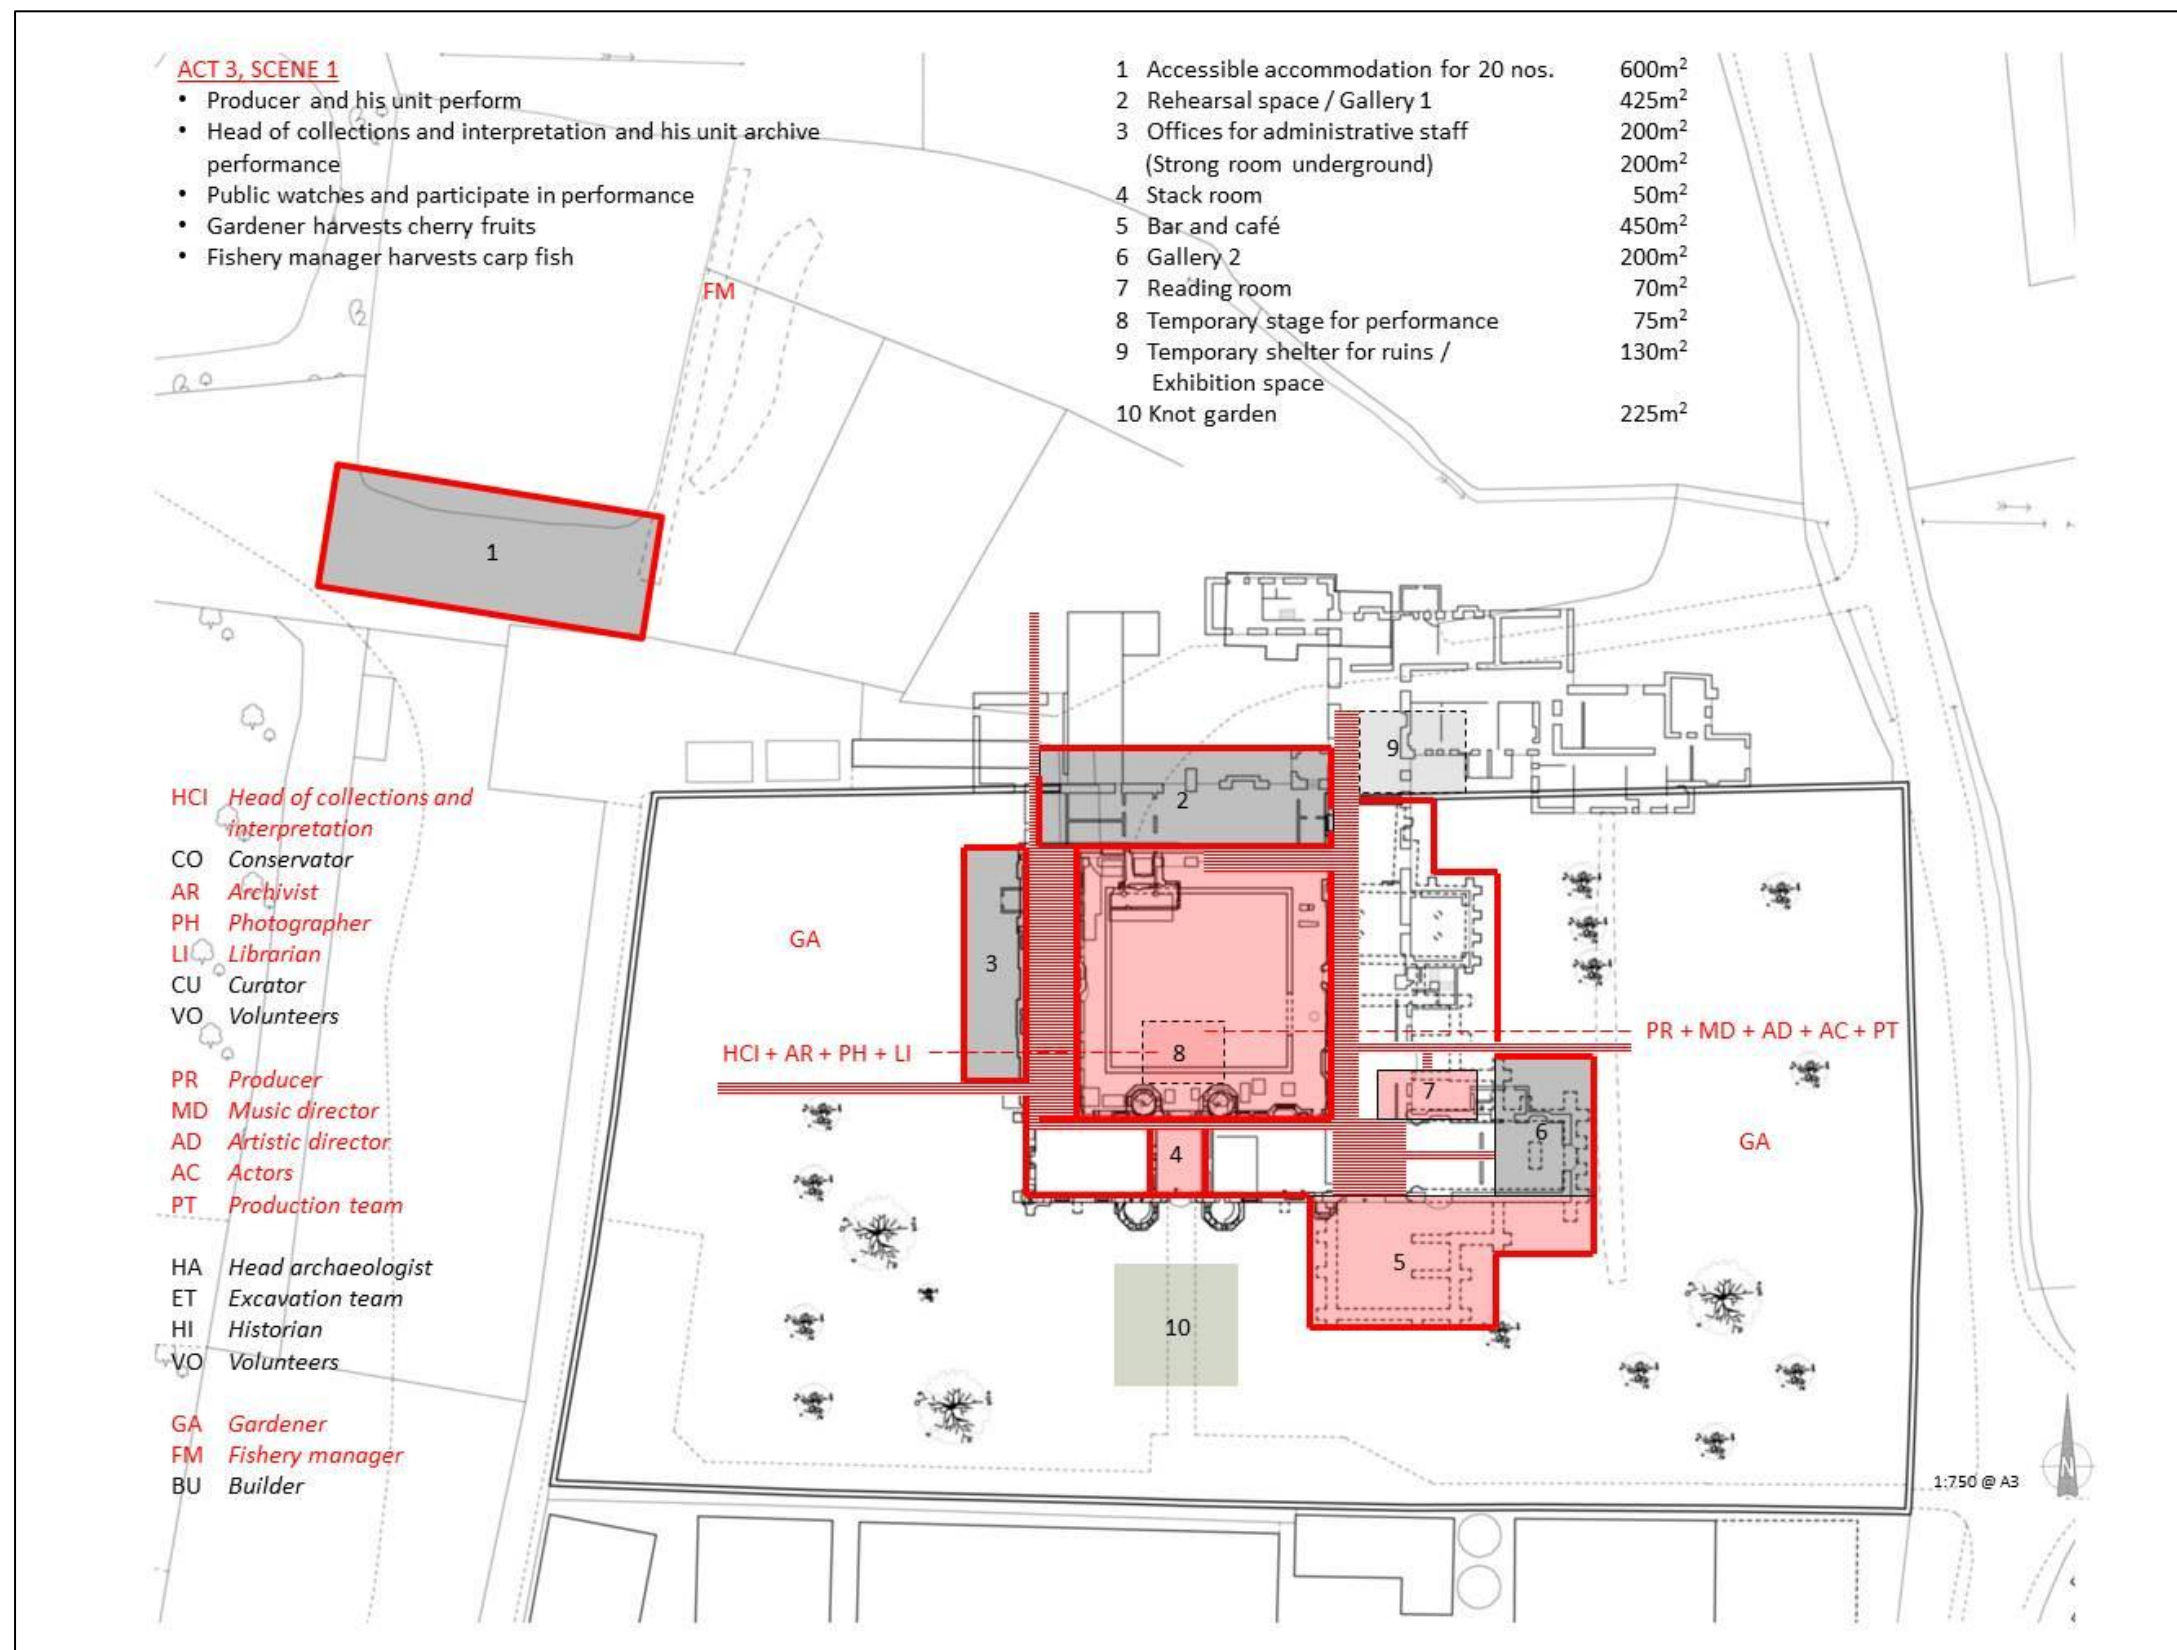 ACT 3, SCENE 1
• Producer and his unit perform
• Head of collections and interpretation and his unit archive
performance
• Public watches and participate in performance
• Gardener harvests cherry fruits
• Fishery manager harvests carp fish
1 Accessible accommodation for 20 nos. 600m²
2 Rehearsal space / Gallery 1 425m²
3 Offices for administrative staff 200m²
(Strong room underground) 200m²
4 Stack room 50m²
5 Bar and café 450m²
6 Gallery 2 200m²
7 Reading room 70m²
8 Temporary stage for performance 75m²
9 Temporary shelter for ruins / 130m²
Exhibition space
10 Knot garden 225m²
FM
1
9
2
HCI Head of collections and
interpretation
CO Conservator
AR Archivist
PH Photographer
LI Librarian
CU Curator
VO Volunteers
PR Producer
MD Music director
AD Artistic director
AC Actors
PT Production team
HA Head archaeologist
ET Excavation team
HI Historian
VO Volunteers
GA Gardener
FM Fishery manager
BU Builder
GA
3
HCI + AR + PH + LI
8
PR + MD + AD + AC + PT
7
6
GA
4
5
10
1:750 @ A3
N